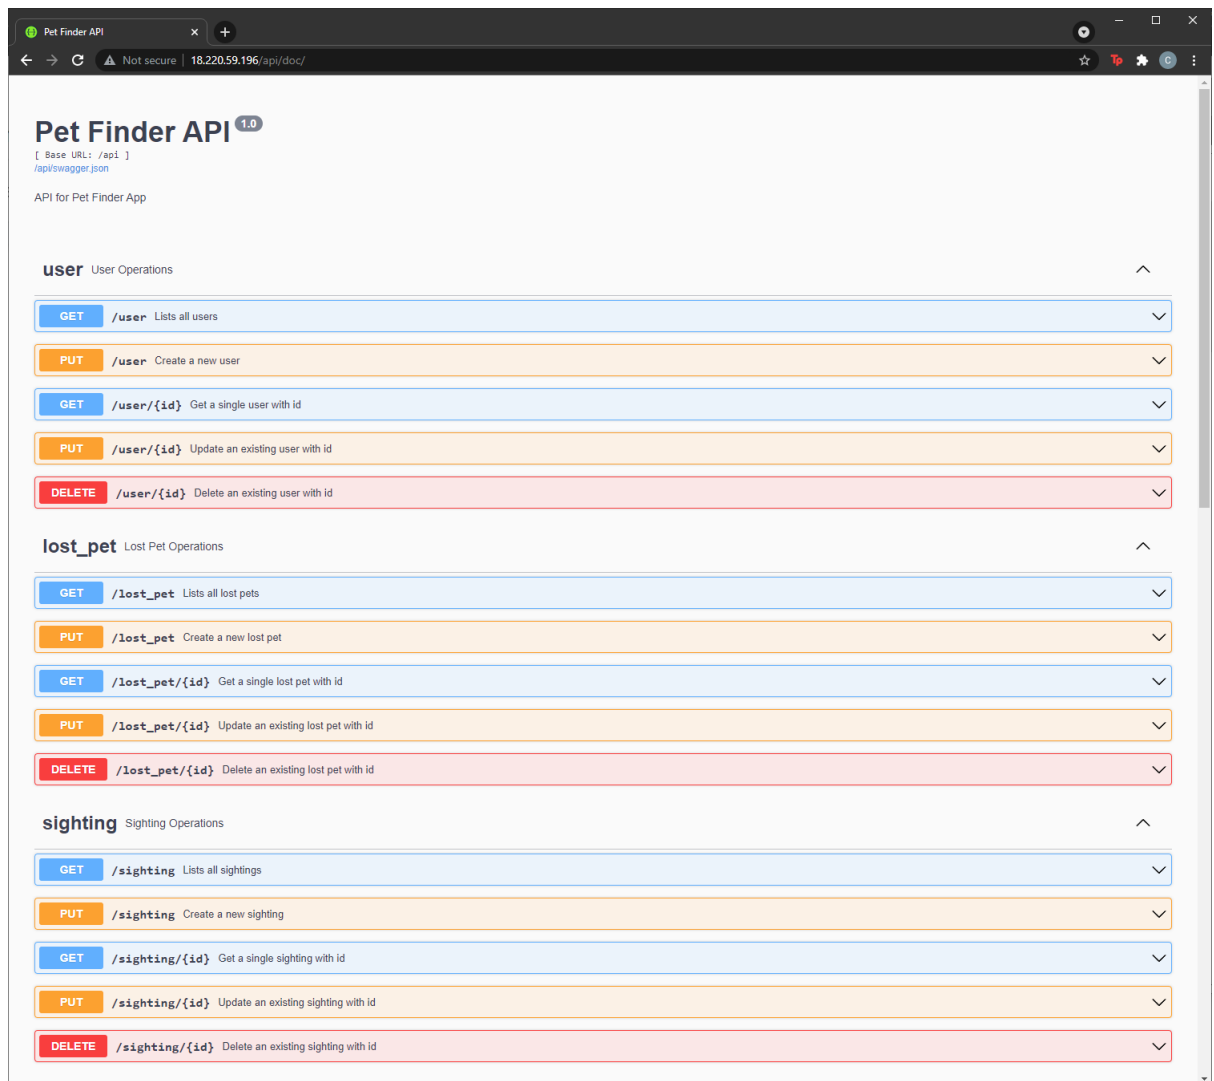 Pet Finder API
Not secure | 18.220.59.196/api/doc/
Tp
C
Pet Finder API 1.0
[ Base URL: /api ]
/api/swagger.json
API for Pet Finder App
user User Operations
GET /user Lists all users
PUT /user Create a new user
GET /user/{id} Get a single user with id
PUT /user/{id} Update an existing user with id
DELETE /user/{id} Delete an existing user with id
lost_pet Lost Pet Operations
GET /lost_pet Lists all lost pets
PUT /lost_pet Create a new lost pet
GET /lost_pet/{id} Get a single lost pet with id
PUT /lost_pet/{id} Update an existing lost pet with id
DELETE /lost_pet/{id} Delete an existing lost pet with id
sighting Sighting Operations
GET /sighting Lists all sightings
PUT /sighting Create a new sighting
GET /sighting/{id} Get a single sighting with id
PUT /sighting/{id} Update an existing sighting with id
DELETE /sighting/{id} Delete an existing sighting with id